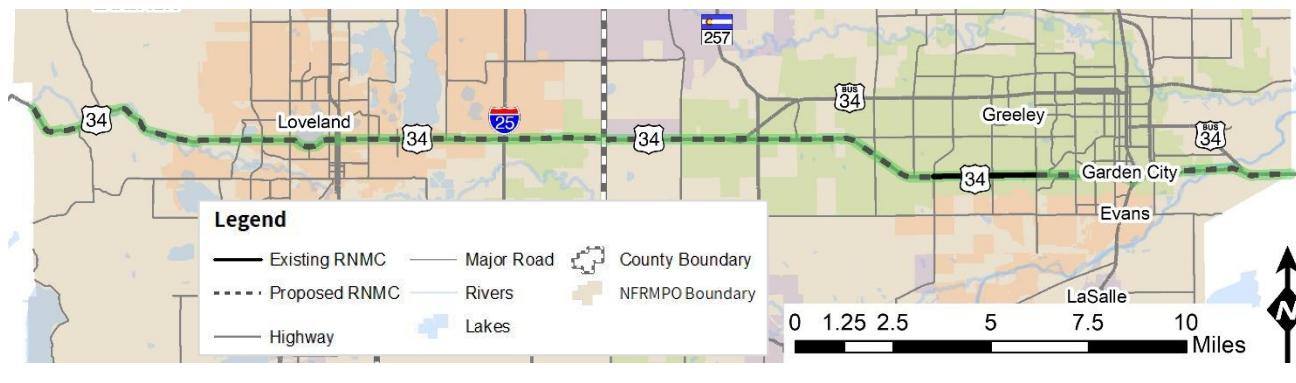 257
BUS
34
34
Loveland
25
Greeley
34
34
BUS
34
34
Garden City
Evans
Legend
Existing RNMC
Major Road
County Boundary
Proposed RNMC
Rivers
NFRMPO Boundary
Lakes
Highway
LaSalle
0 1.25 2.5 5 7.5 10
Miles
N